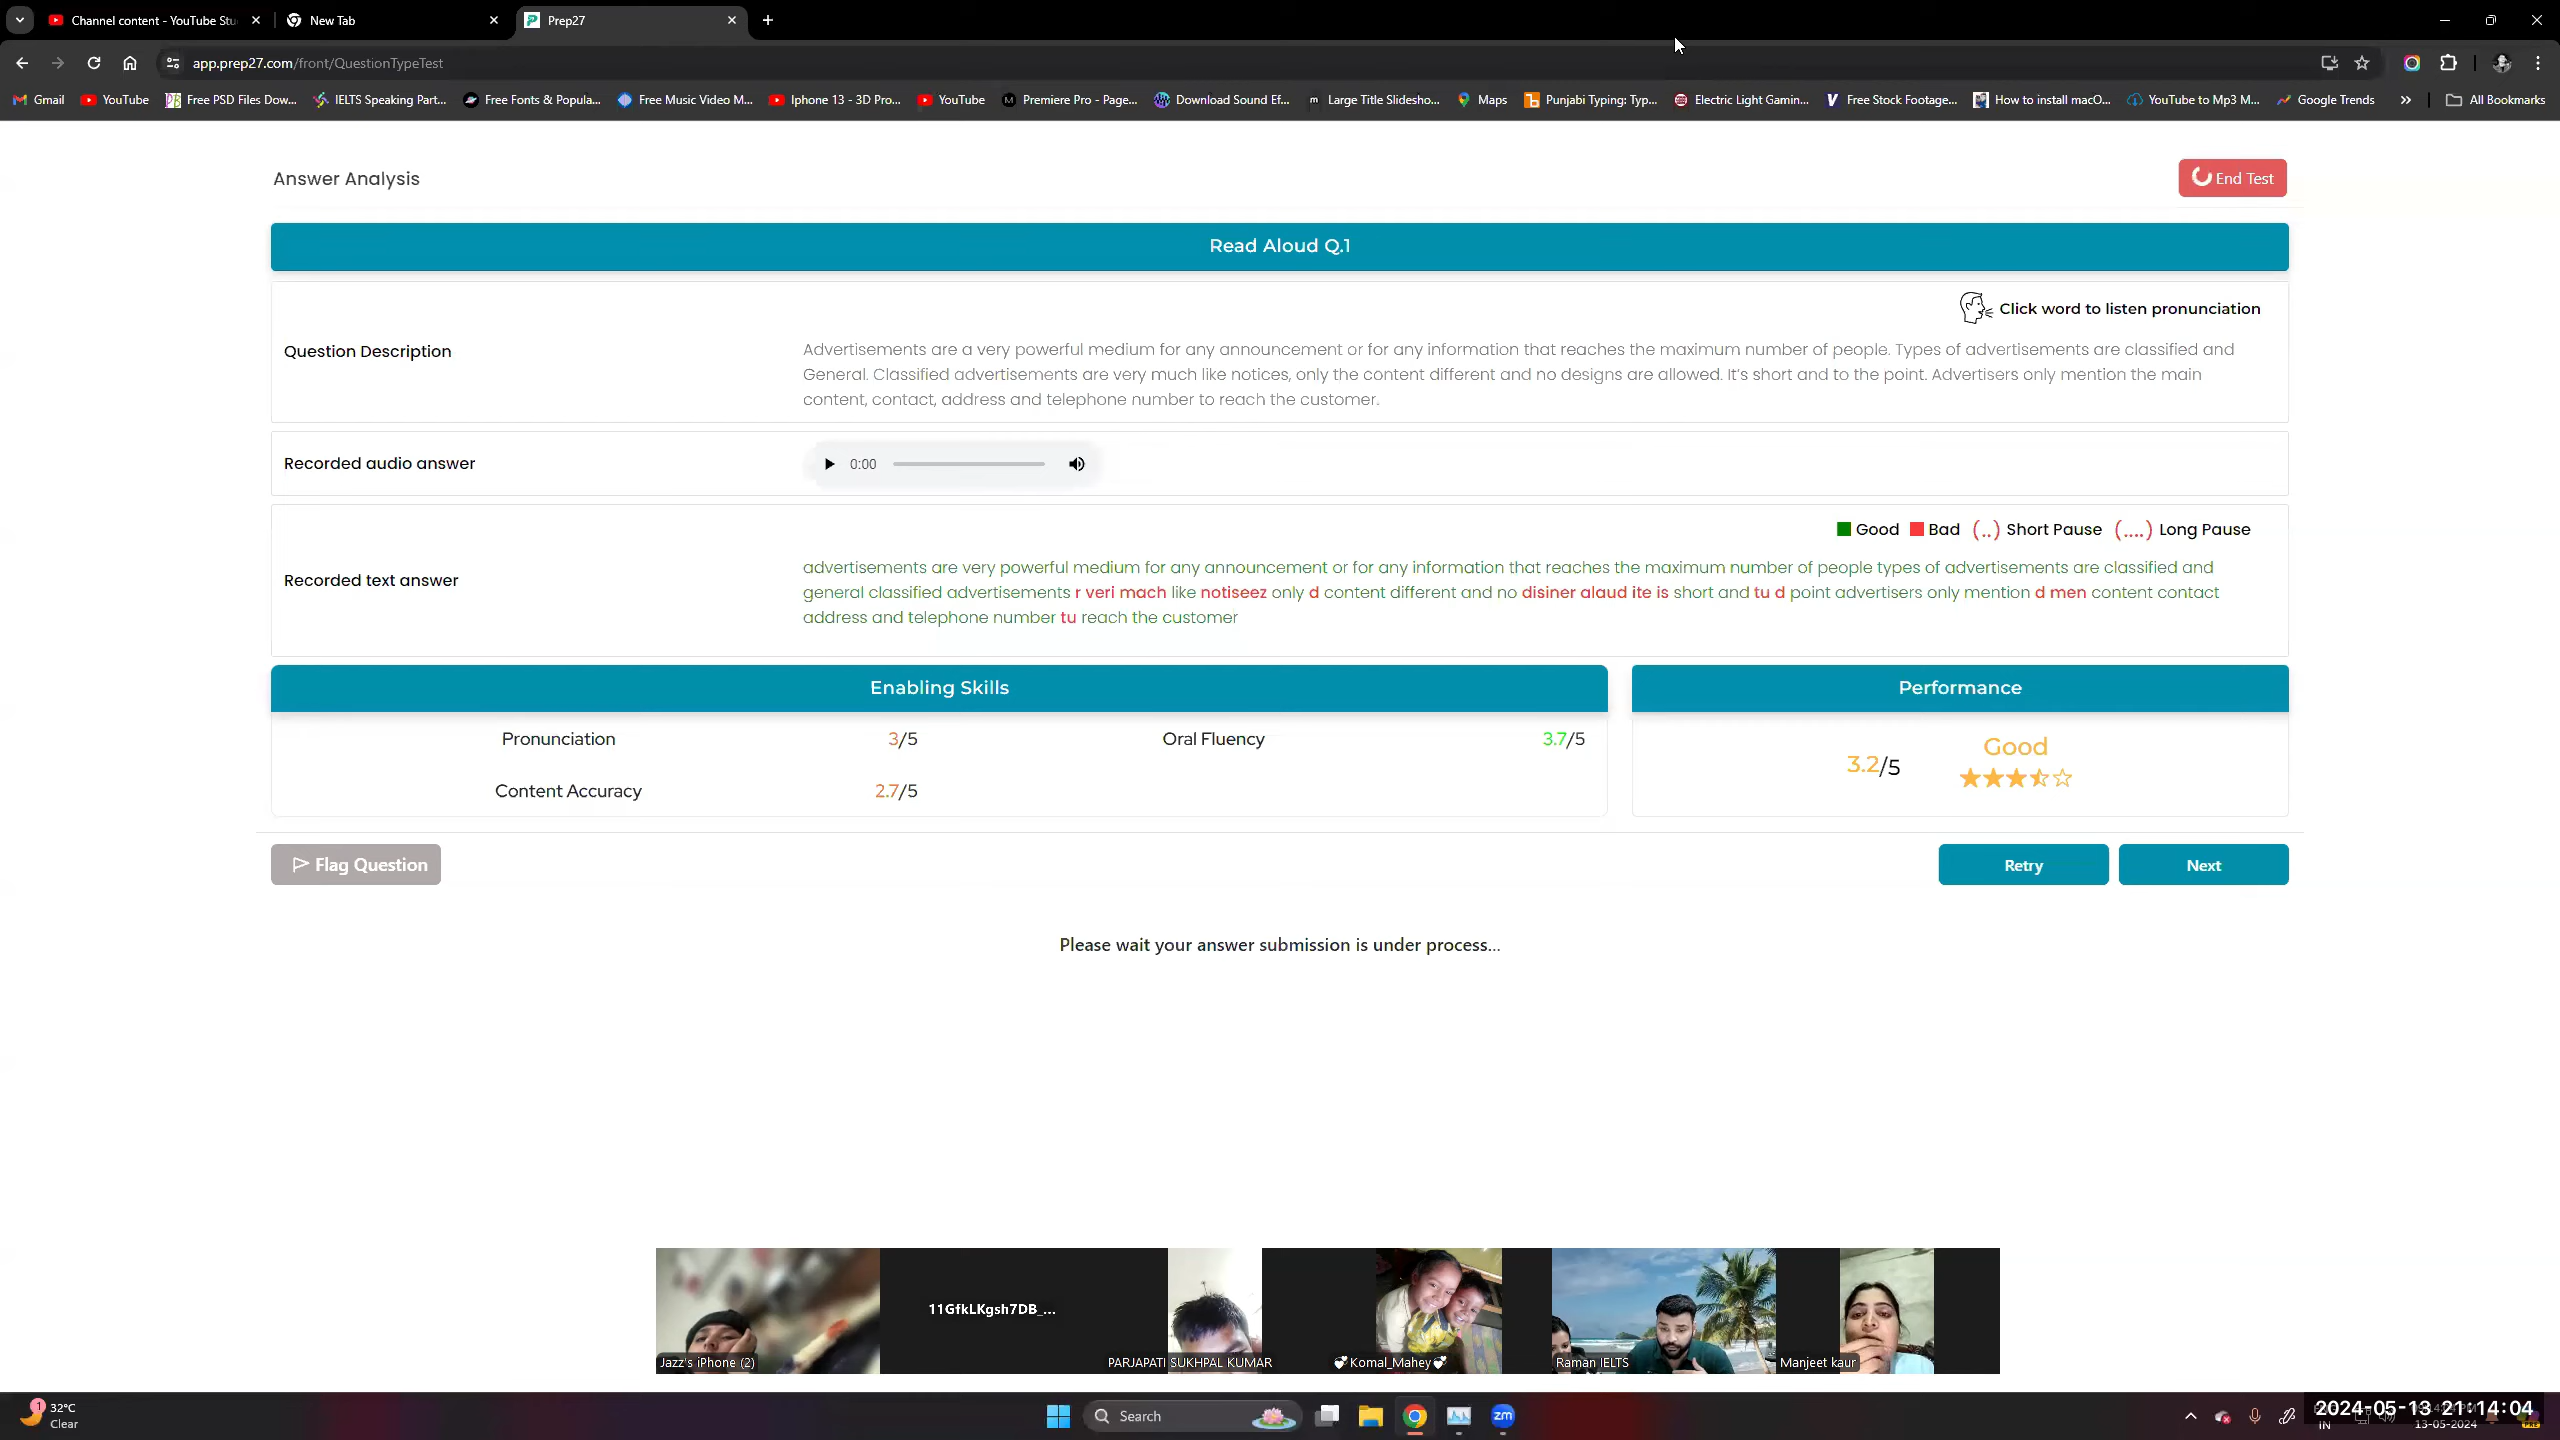 Channel content - YouTube Stu
New Tab
Prep27
app.prep27.com/front/QuestionTypeTest
Gmail
YouTube
Free PSD Files Dow...
IELTS Speaking Part...
Free Fonts & Popula...
Free Music Video M...
Iphone 13 - 3D Pro...
YouTube
Premiere Pro - Page...
Download Sound Ef...
Large Title Slidesho...
Maps
Punjabi Typing: Typ...
Electric Light Gamin...
Free Stock Footage...
How to install macO...
YouTube to Mp3 M...
Google Trends
All Bookmarks
Answer Analysis
End Test
Read Aloud Q.1
Click word to listen pronunciation
Question Description
Advertisements are a very powerful medium for any announcement or for any information that reaches the maximum number of people. Types of advertisements are classified and
General. Classified advertisements are very much like notices, only the content different and no designs are allowed. It's short and to the point. Advertisers only mention the main
content, contact, address and telephone number to reach the customer.
Recorded audio answer
0:00
Good Bad (..) Short Pause (....) Long Pause
Recorded text answer
advertisements are very powerful medium for any announcement or for any information that reaches the maximum number of people types of advertisements are classified and
general classified advertisements r veri mach like notiseez only d content different and no disiner alaud ite is short and tu d point advertisers only mention d men content contact
address and telephone number tu reach the customer
Enabling Skills
Performance
Pronunciation 3/5
Oral Fluency 3.7/5
Content Accuracy 2.7/5
3.2/5
Good
Flag Question
Retry
Next
Please wait your answer submission is under process...
11GfkLKgsh7DB_...
Jazz's iPhone (2)
PARJAPATI SUKHPAL KUMAR
💞Komal_Mahey💞
Raman IELTS
Manjeet kaur
1
32°C
Clear
Search
zm
IN
2024-05-13 21:14:04
13-05-2024
PRE